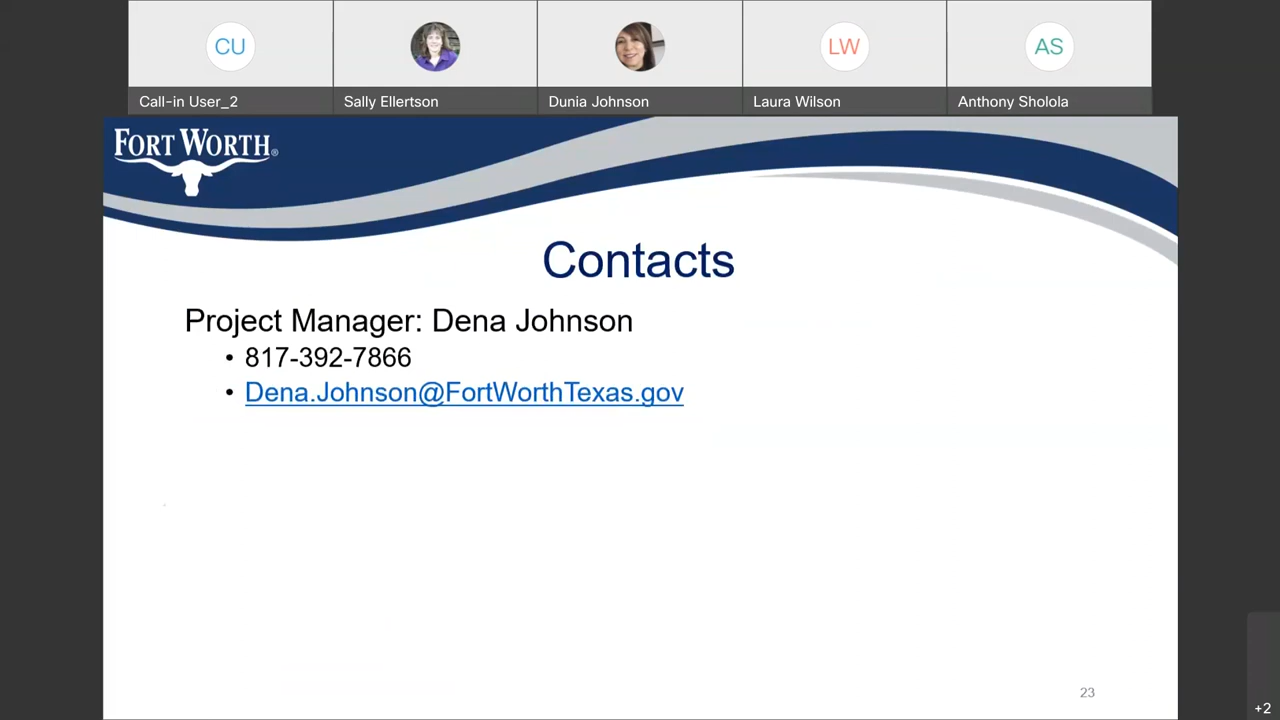 CU
Call-in User_2
Sally Ellertson
Dunia Johnson
LW
Laura Wilson
AS
Anthony Sholola
FORT WORTH®
Contacts
Project Manager: Dena Johnson
• 817-392-7866
• Dena.Johnson@FortWorthTexas.gov
23
+2